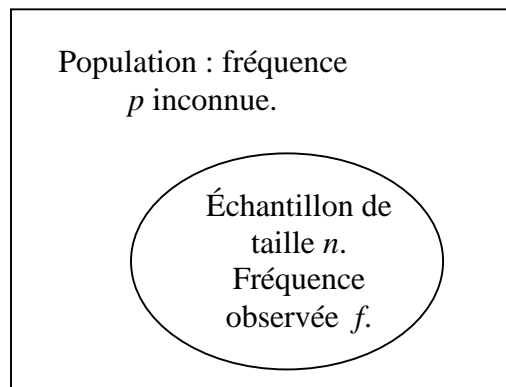 Population : fréquence
p inconnue.
Échantillon de
taille n.
Fréquence
observée f.